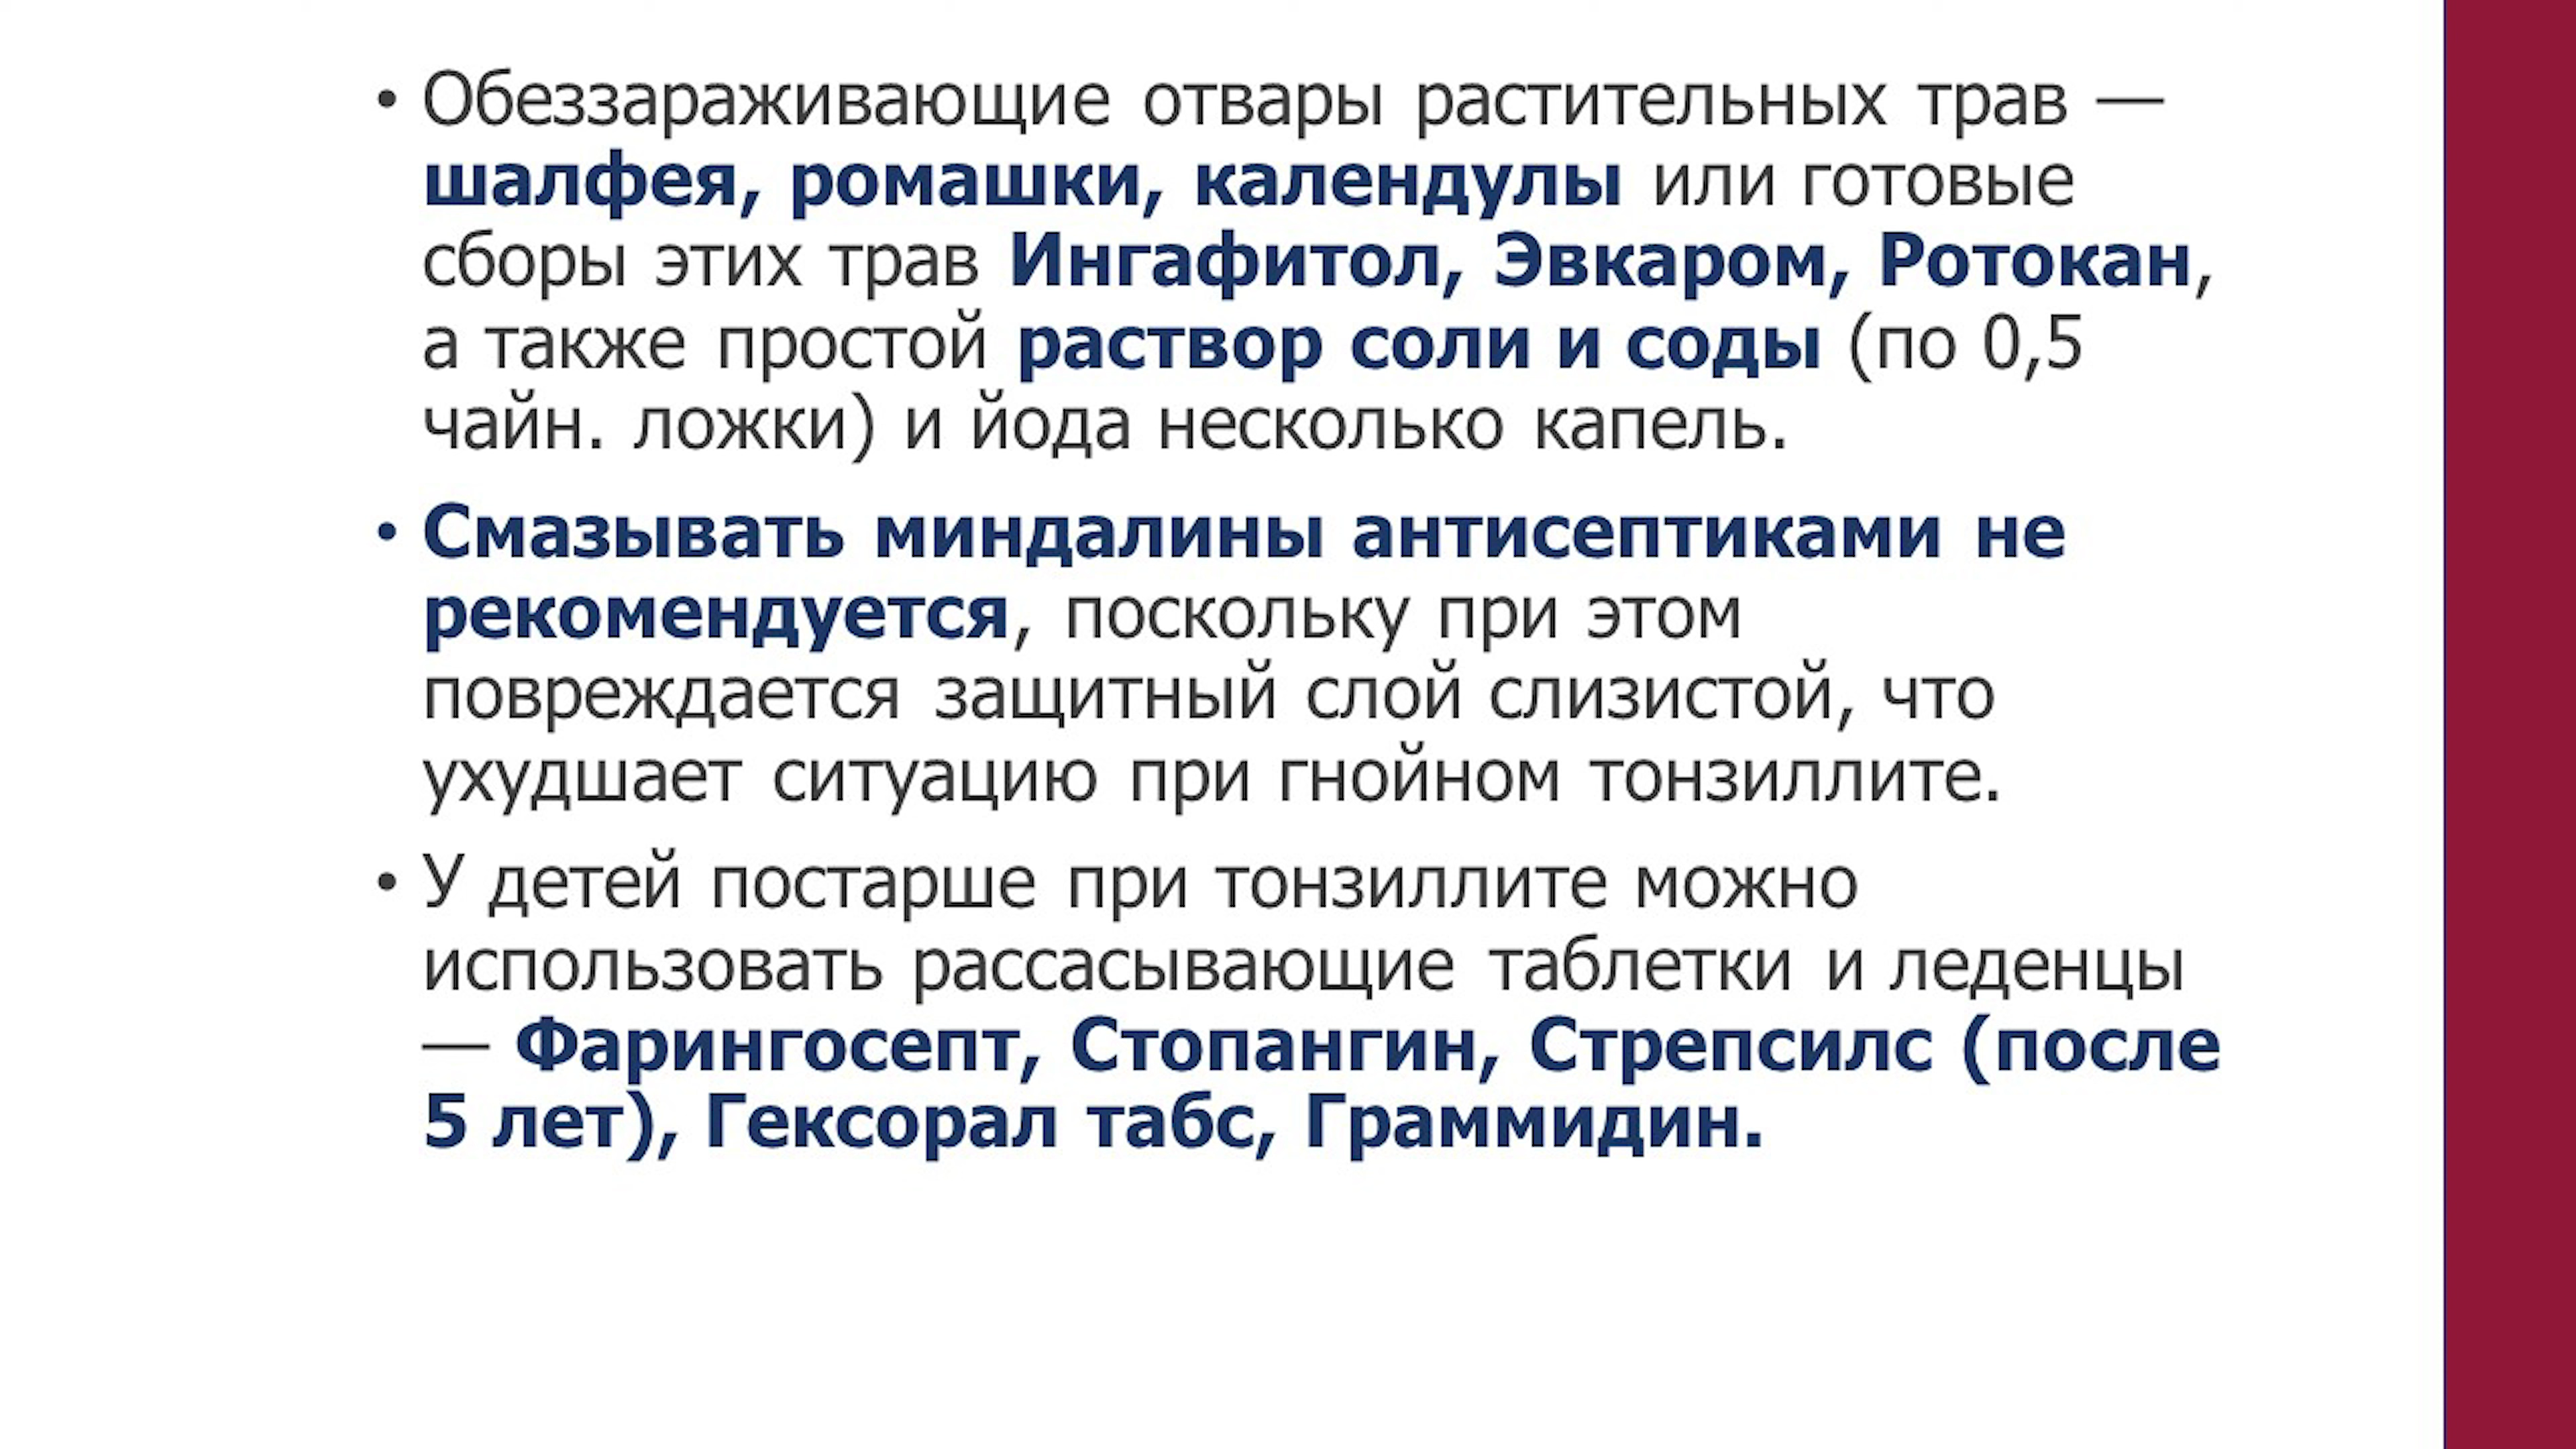 • Обеззараживающие отвары растительных трав —
шалфея, ромашки, календулы или готовые
сборы этих трав Ингафитол, Эвкаром, Ротокан,
а также простой раствор соли и соды (по 0,5
чайн. ложки) и йода несколько капель.
• Смазывать миндалины антисептиками не
рекомендуется, поскольку при этом
повреждается защитный слой слизистой, что
ухудшает ситуацию при гнойном тонзиллите.
• У детей постарше при тонзиллите можно
использовать рассасывающие таблетки и леденцы
— Фарингосепт, Стопангин, Стрепсилс (после
5 лет), Гексорал табс, Граммидин.